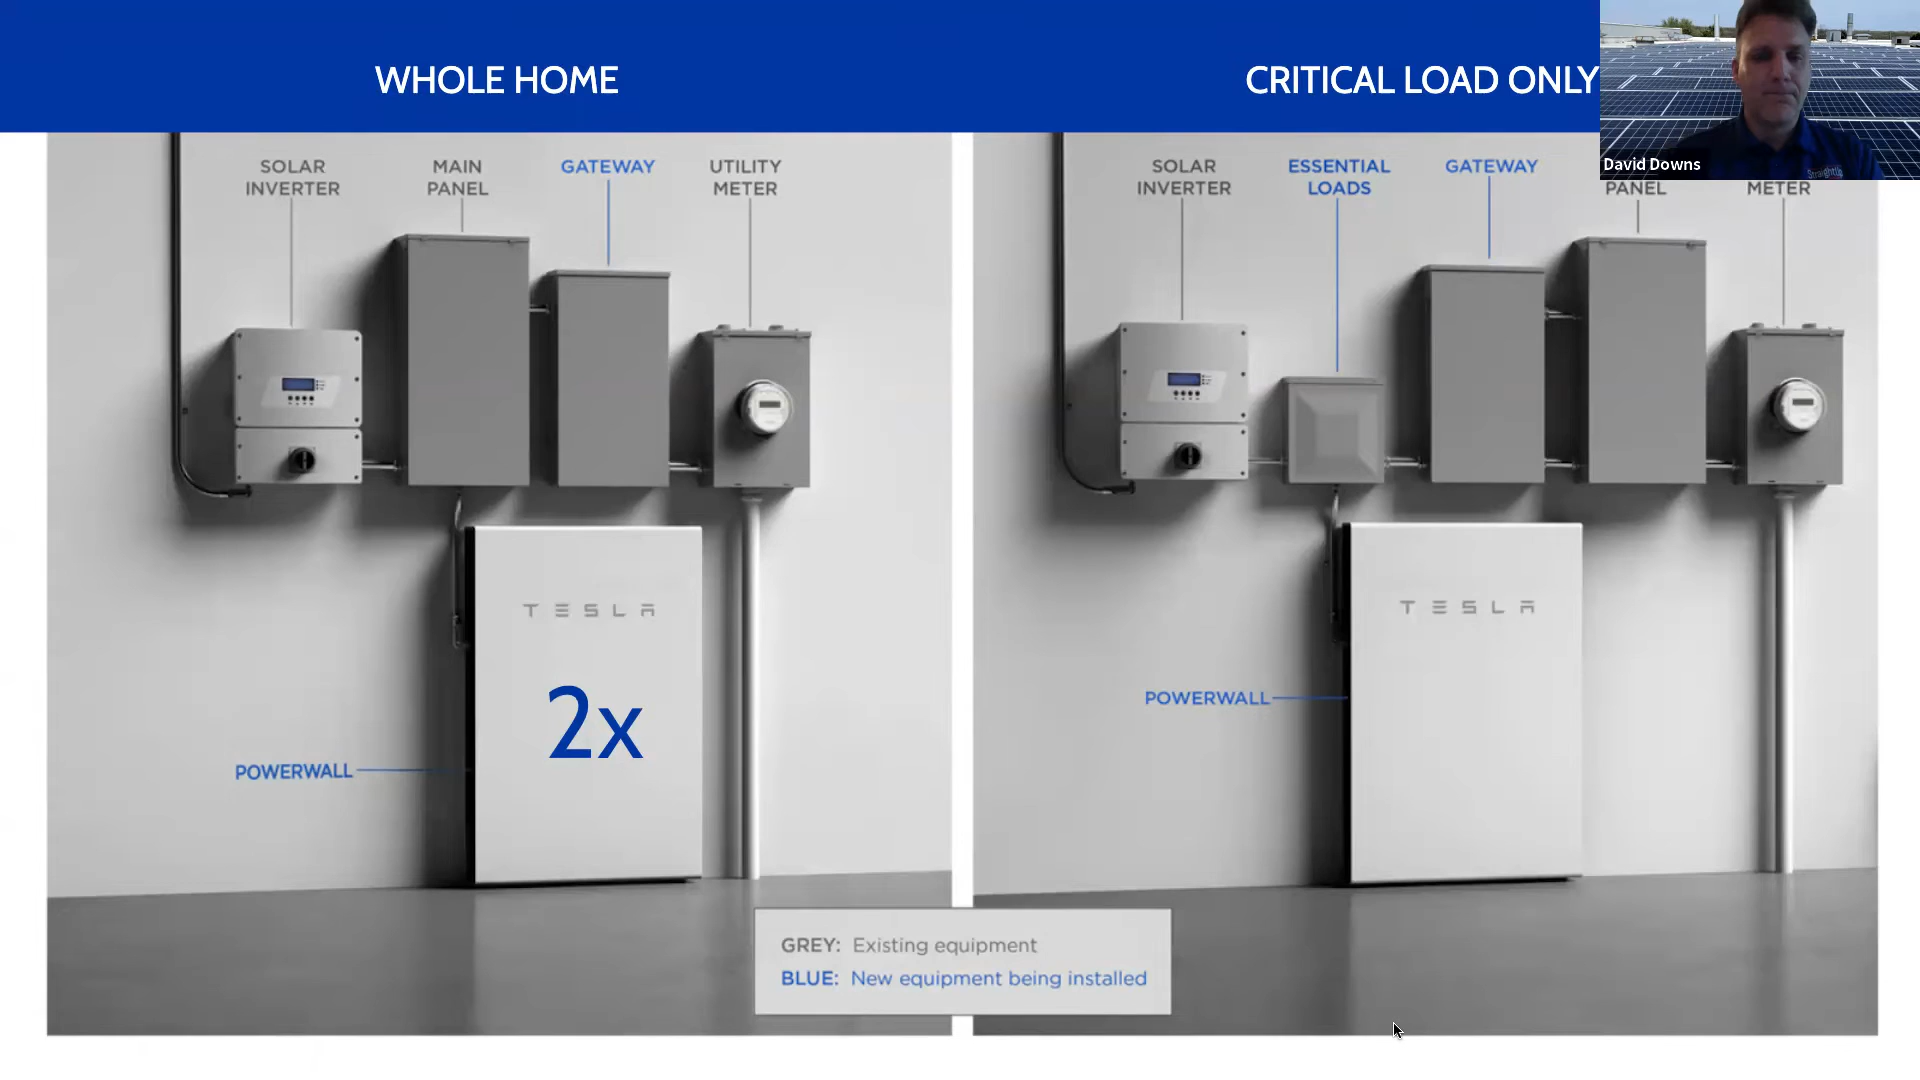 WHOLE HOME
CRITICAL LOAD ONLY
David Downs
StraightUp
SOLAR
INVERTER
MAIN
PANEL
GATEWAY
UTILITY
METER
TESLA
2x
POWERWALL
SOLAR
INVERTER
ESSENTIAL
LOADS
GATEWAY
PANEL
METER
TESLA
POWERWALL
GREY: Existing equipment
BLUE: New equipment being installed